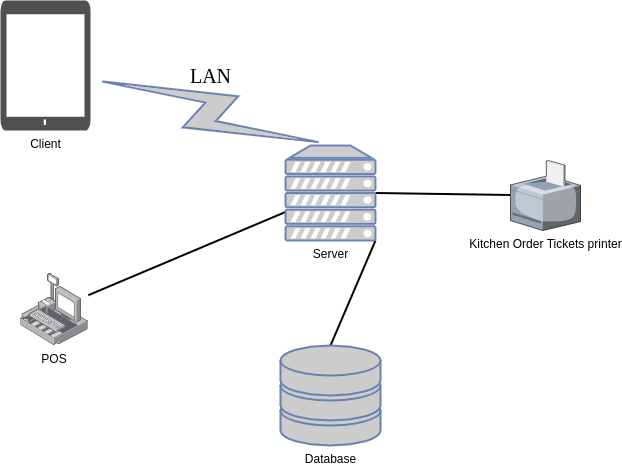 LAN
Client
Kitchen Order Tickets printer
Server
POS
Database